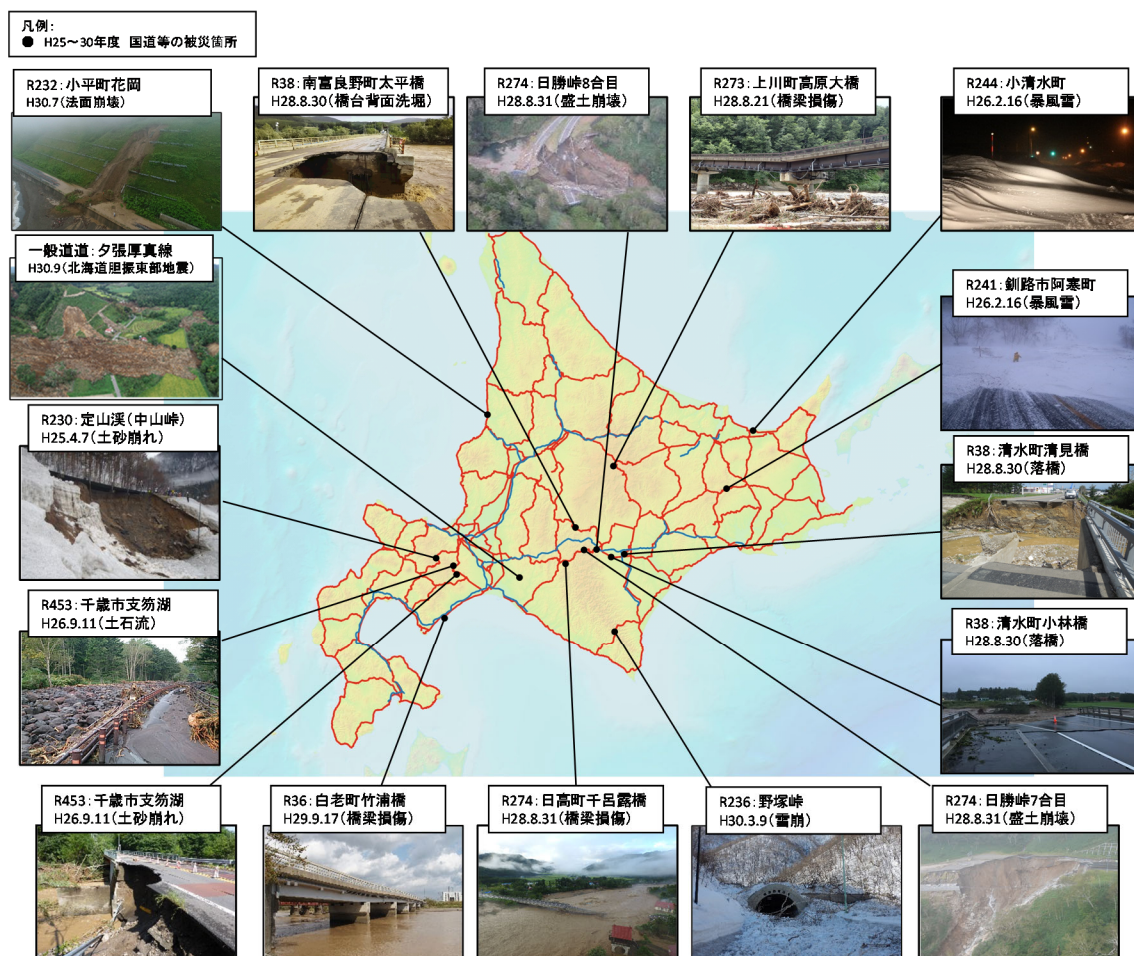 凡例:
● H25～30年度 国道等の被災箇所
R232:小平町花岡
H30.7(法面崩壊)
R38:南富良野町太平橋
H28.8.30(橋台背面洗堀)
R274:日勝峠8合目
H28.8.31(盛土崩壊)
R273:上川町高原大橋
H28.8.21(橋梁損傷)
R244:小清水町
H26.2.16(暴風雪)
一般道道:夕張厚真線
H30.9(北海道胆振東部地震)
R241:釧路市阿寒町
H26.2.16(暴風雪)
R230:定山渓(中山峠)
H25.4.7(土砂崩れ)
R38:清水町清見橋
H28.8.30(落橋)
R453:千歳市支笏湖
H26.9.11(土石流)
R38:清水町小林橋
H28.8.30(落橋)
R453:千歳市支笏湖
H26.9.11(土砂崩れ)
R36:白老町竹浦橋
H29.9.17(橋梁損傷)
R274:日高町千呂露橋
H28.8.31(橋梁損傷)
R236:野塚峠
H30.3.9(雪崩)
R274:日勝峠7合目
H28.8.31(盛土崩壊)